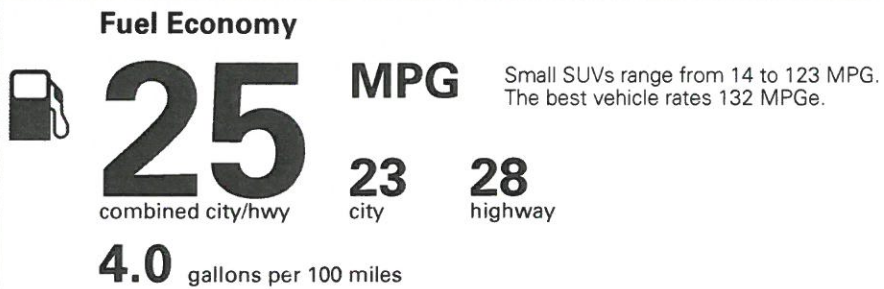 Fuel Economy
25 MPG
Small SUVs range from 14 to 123 MPG.
The best vehicle rates 132 MPGe.
combined city/hwy
23
city
28
highway
4.0 gallons per 100 miles